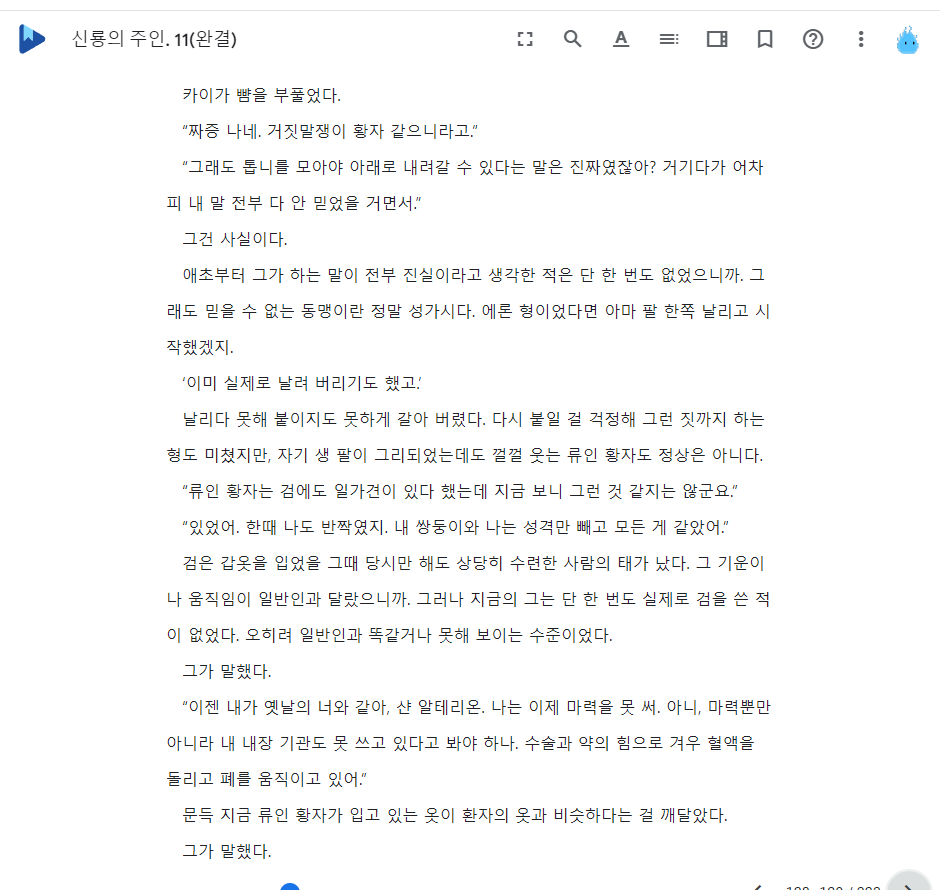 신룡의 주인. 11(완결)
카이가 뺨을 부풀었다.
“짜증 나네. 거짓말쟁이 황자 같으니라고.”
“그래도 톱니를 모아야 아래로 내려갈 수 있다는 말은 진짜였잖아? 거기다가 어차
피 내 말 전부 다 안 믿었을 거면서.”
그건 사실이다.
애초부터 그가 하는 말이 전부 진실이라고 생각한 적은 단 한 번도 없었으니까. 그
래도 믿을 수 없는 동맹이란 정말 성가시다. 에론 형이었다면 아마 팔 한쪽 날리고 시
작했겠지.
‘이미 실제로 날려 버리기도 했고.’
날리다 못해 붙이지도 못하게 갈아 버렸다. 다시 붙일 걸 걱정해 그런 짓까지 하는
형도 미쳤지만, 자기 생 팔이 그리되었는데도 껄껄 웃는 류인 황자도 정상은 아니다.
“류인 황자는 검에도 일가견이 있다 했는데 지금 보니 그런 것 같지는 않군요.”
“있었어. 한때 나도 반짝였지. 내 쌍둥이와 나는 성격만 빼고 모든 게 같았어.”
검은 갑옷을 입었을 그때 당시만 해도 상당히 수련한 사람의 태가 났다. 그 기운이
나 움직임이 일반인과 달랐으니까. 그러나 지금의 그는 단 한 번도 실제로 검을 쓴 적
이 없었다. 오히려 일반인과 똑같거나 못해 보이는 수준이었다.
그가 말했다.
“이젠 내가 옛날의 너와 같아, 샨 알테리온. 나는 이제 마력을 못 써. 아니, 마력뿐만
아니라 내 내장 기관도 못 쓰고 있다고 봐야 하나. 수술과 약의 힘으로 겨우 혈액을
돌리고 폐를 움직이고 있어.”
문득 지금 류인 황자가 입고 있는 옷이 환자의 옷과 비슷하다는 걸 깨달았다.
그가 말했다.